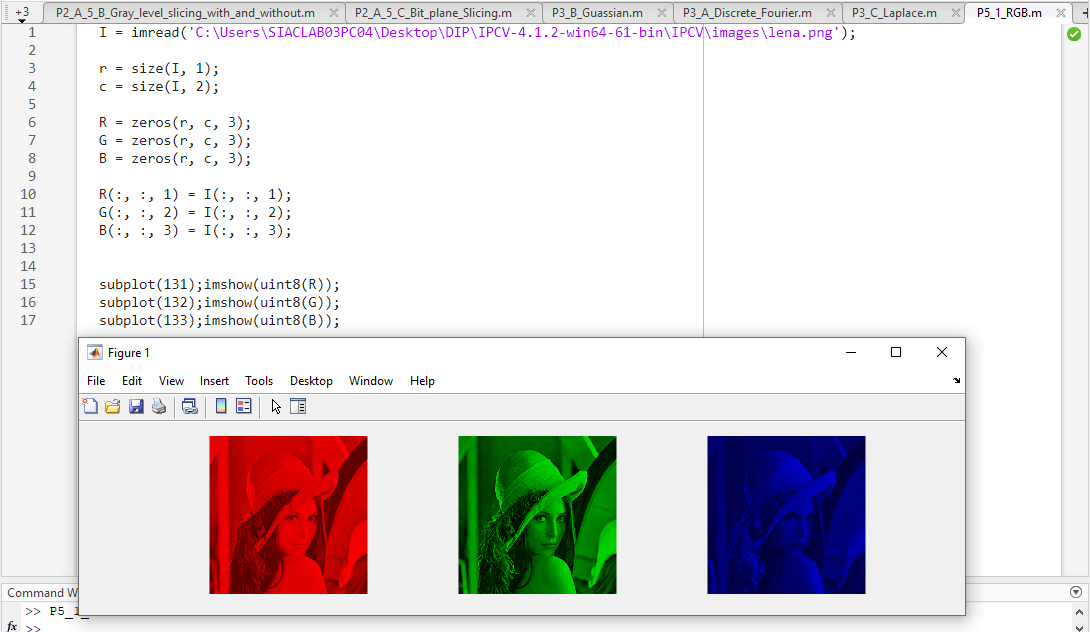 +3 P2_A_5_B_Gray_level_slicing_with_and_without.m P2_A_5_C_Bit_plane_Slicing.m P3_B_Guassian.m P3_A_Discrete_Fourier.m P3_C_Laplace.m P5_1_RGB.m +
1 I = imread('C:\Users\SIACLAB03PC04\Desktop\DIP\IPCV-4.1.2-win64-61-bin\IPCV\images\lena.png');
2
3 r = size(I, 1);
4 c = size(I, 2);
5
6 R = zeros(r, c, 3);
7 G = zeros(r, c, 3);
8 B = zeros(r, c, 3);
9
10 R(:, :, 1) = I(:, :, 1);
11 G(:, :, 2) = I(:, :, 2);
12 B(:, :, 3) = I(:, :, 3);
13
14
15 subplot(131);imshow(uint8(R));
16 subplot(132);imshow(uint8(G));
17 subplot(133);imshow(uint8(B));
Figure 1
File Edit View Insert Tools Desktop Window Help
Command W
>> P5_1_
fx >>